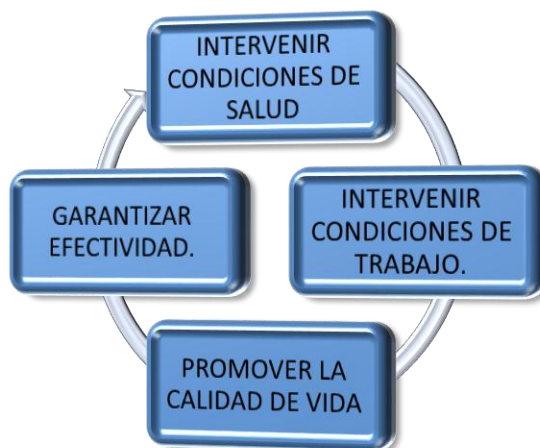 INTERVENIR
CONDICIONES DE
SALUD
INTERVENIR
CONDICIONES DE
TRABAJO.
PROMOVER LA
CALIDAD DE VIDA
GARANTIZAR
EFECTIVIDAD.